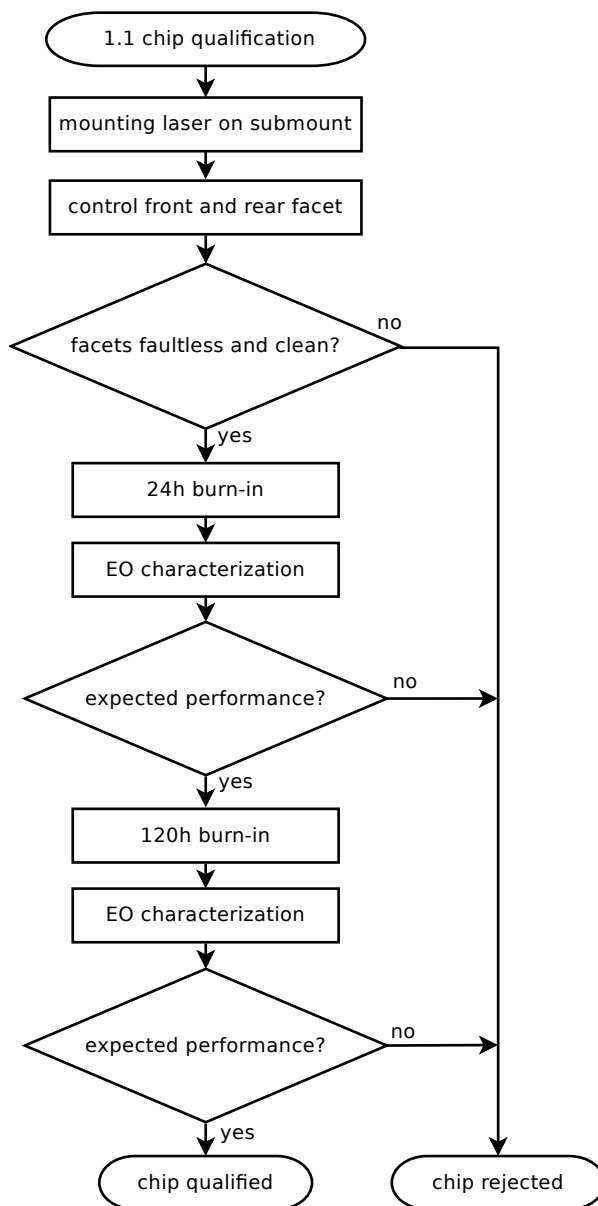 1.1 chip qualification
mounting laser on submount
control front and rear facet
no
facets faultless and clean?
yes
24h burn-in
EO characterization
no
expected performance?
yes
120h burn-in
EO characterization
no
expected performance?
yes
chip qualified
chip rejected